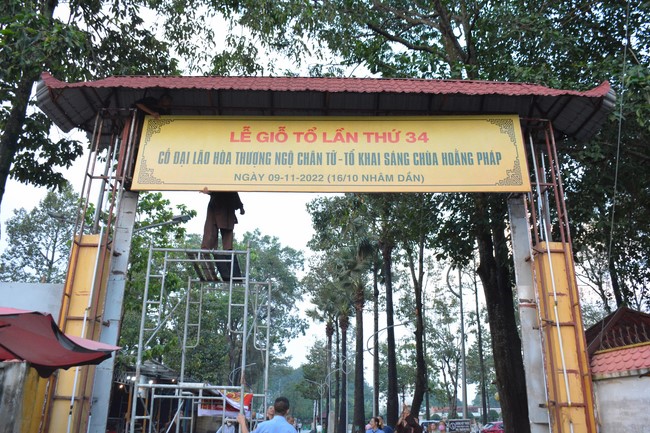 LỄ GIỖ TỔ LẦN THỨ 34
CỐ ĐẠI LÃO HÒA THƯỢNG NGỘ CHÂN TỬ - TỔ KHAI SÁNG CHÙA HOẰNG PHÁP
NGÀY 09-11-2022 (16/10 NHÂM DẦN)